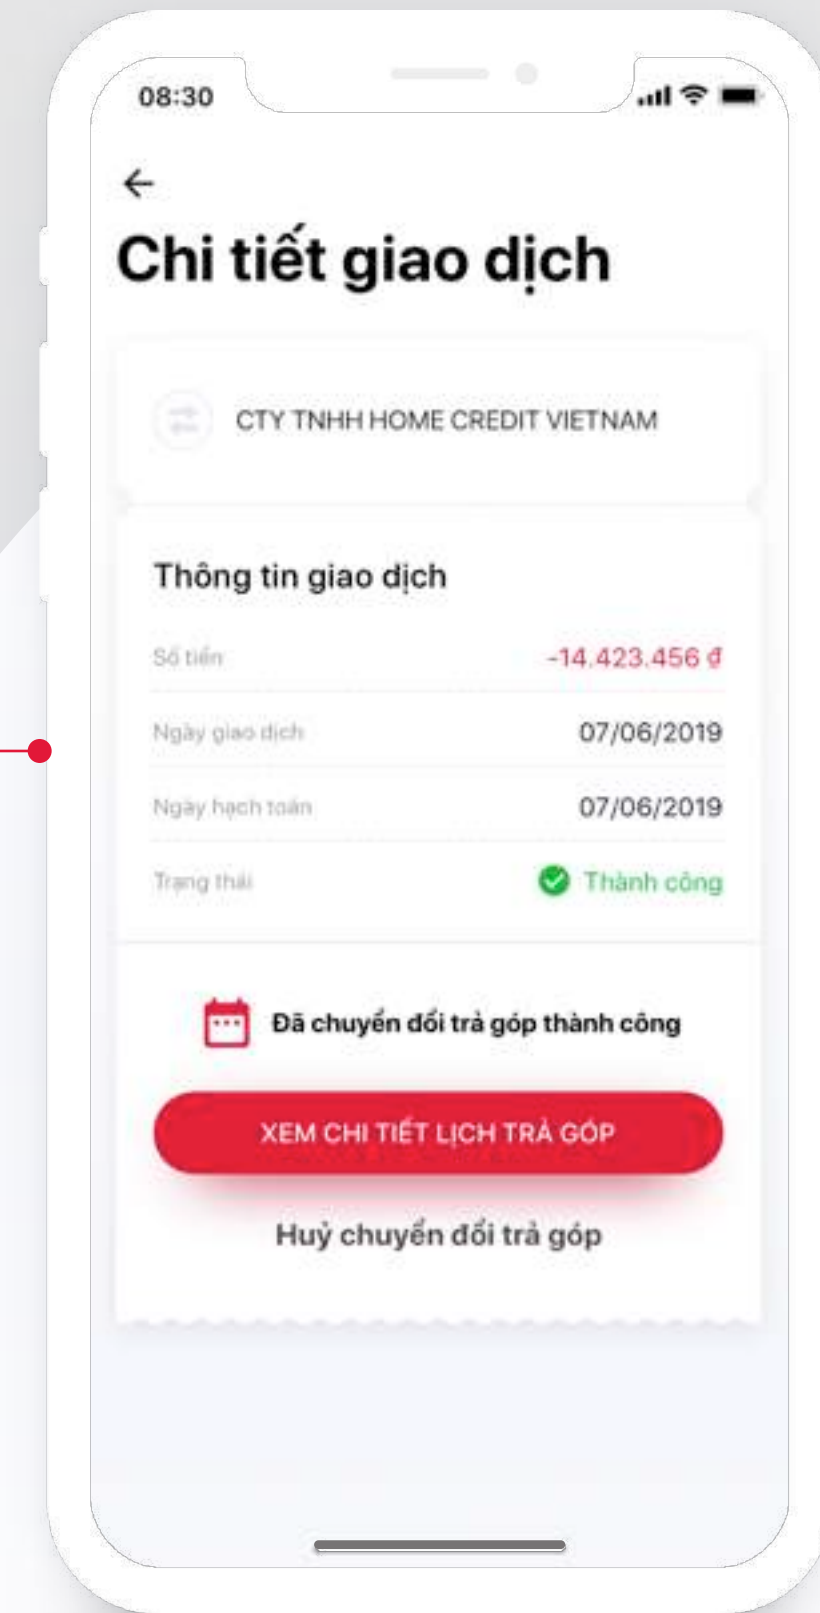 08:30
Chi tiết giao dịch
CTY TNHH HOME CREDIT VIETNAM
Thông tin giao dịch
Số tiền -14.423.456 ₫
Ngày giao dịch 07/06/2019
Ngày hạch toán 07/06/2019
Trạng thái Thành công
Đã chuyển đổi trả góp thành công
XEM CHI TIẾT LỊCH TRẢ GÓP
Huỷ chuyển đổi trả góp